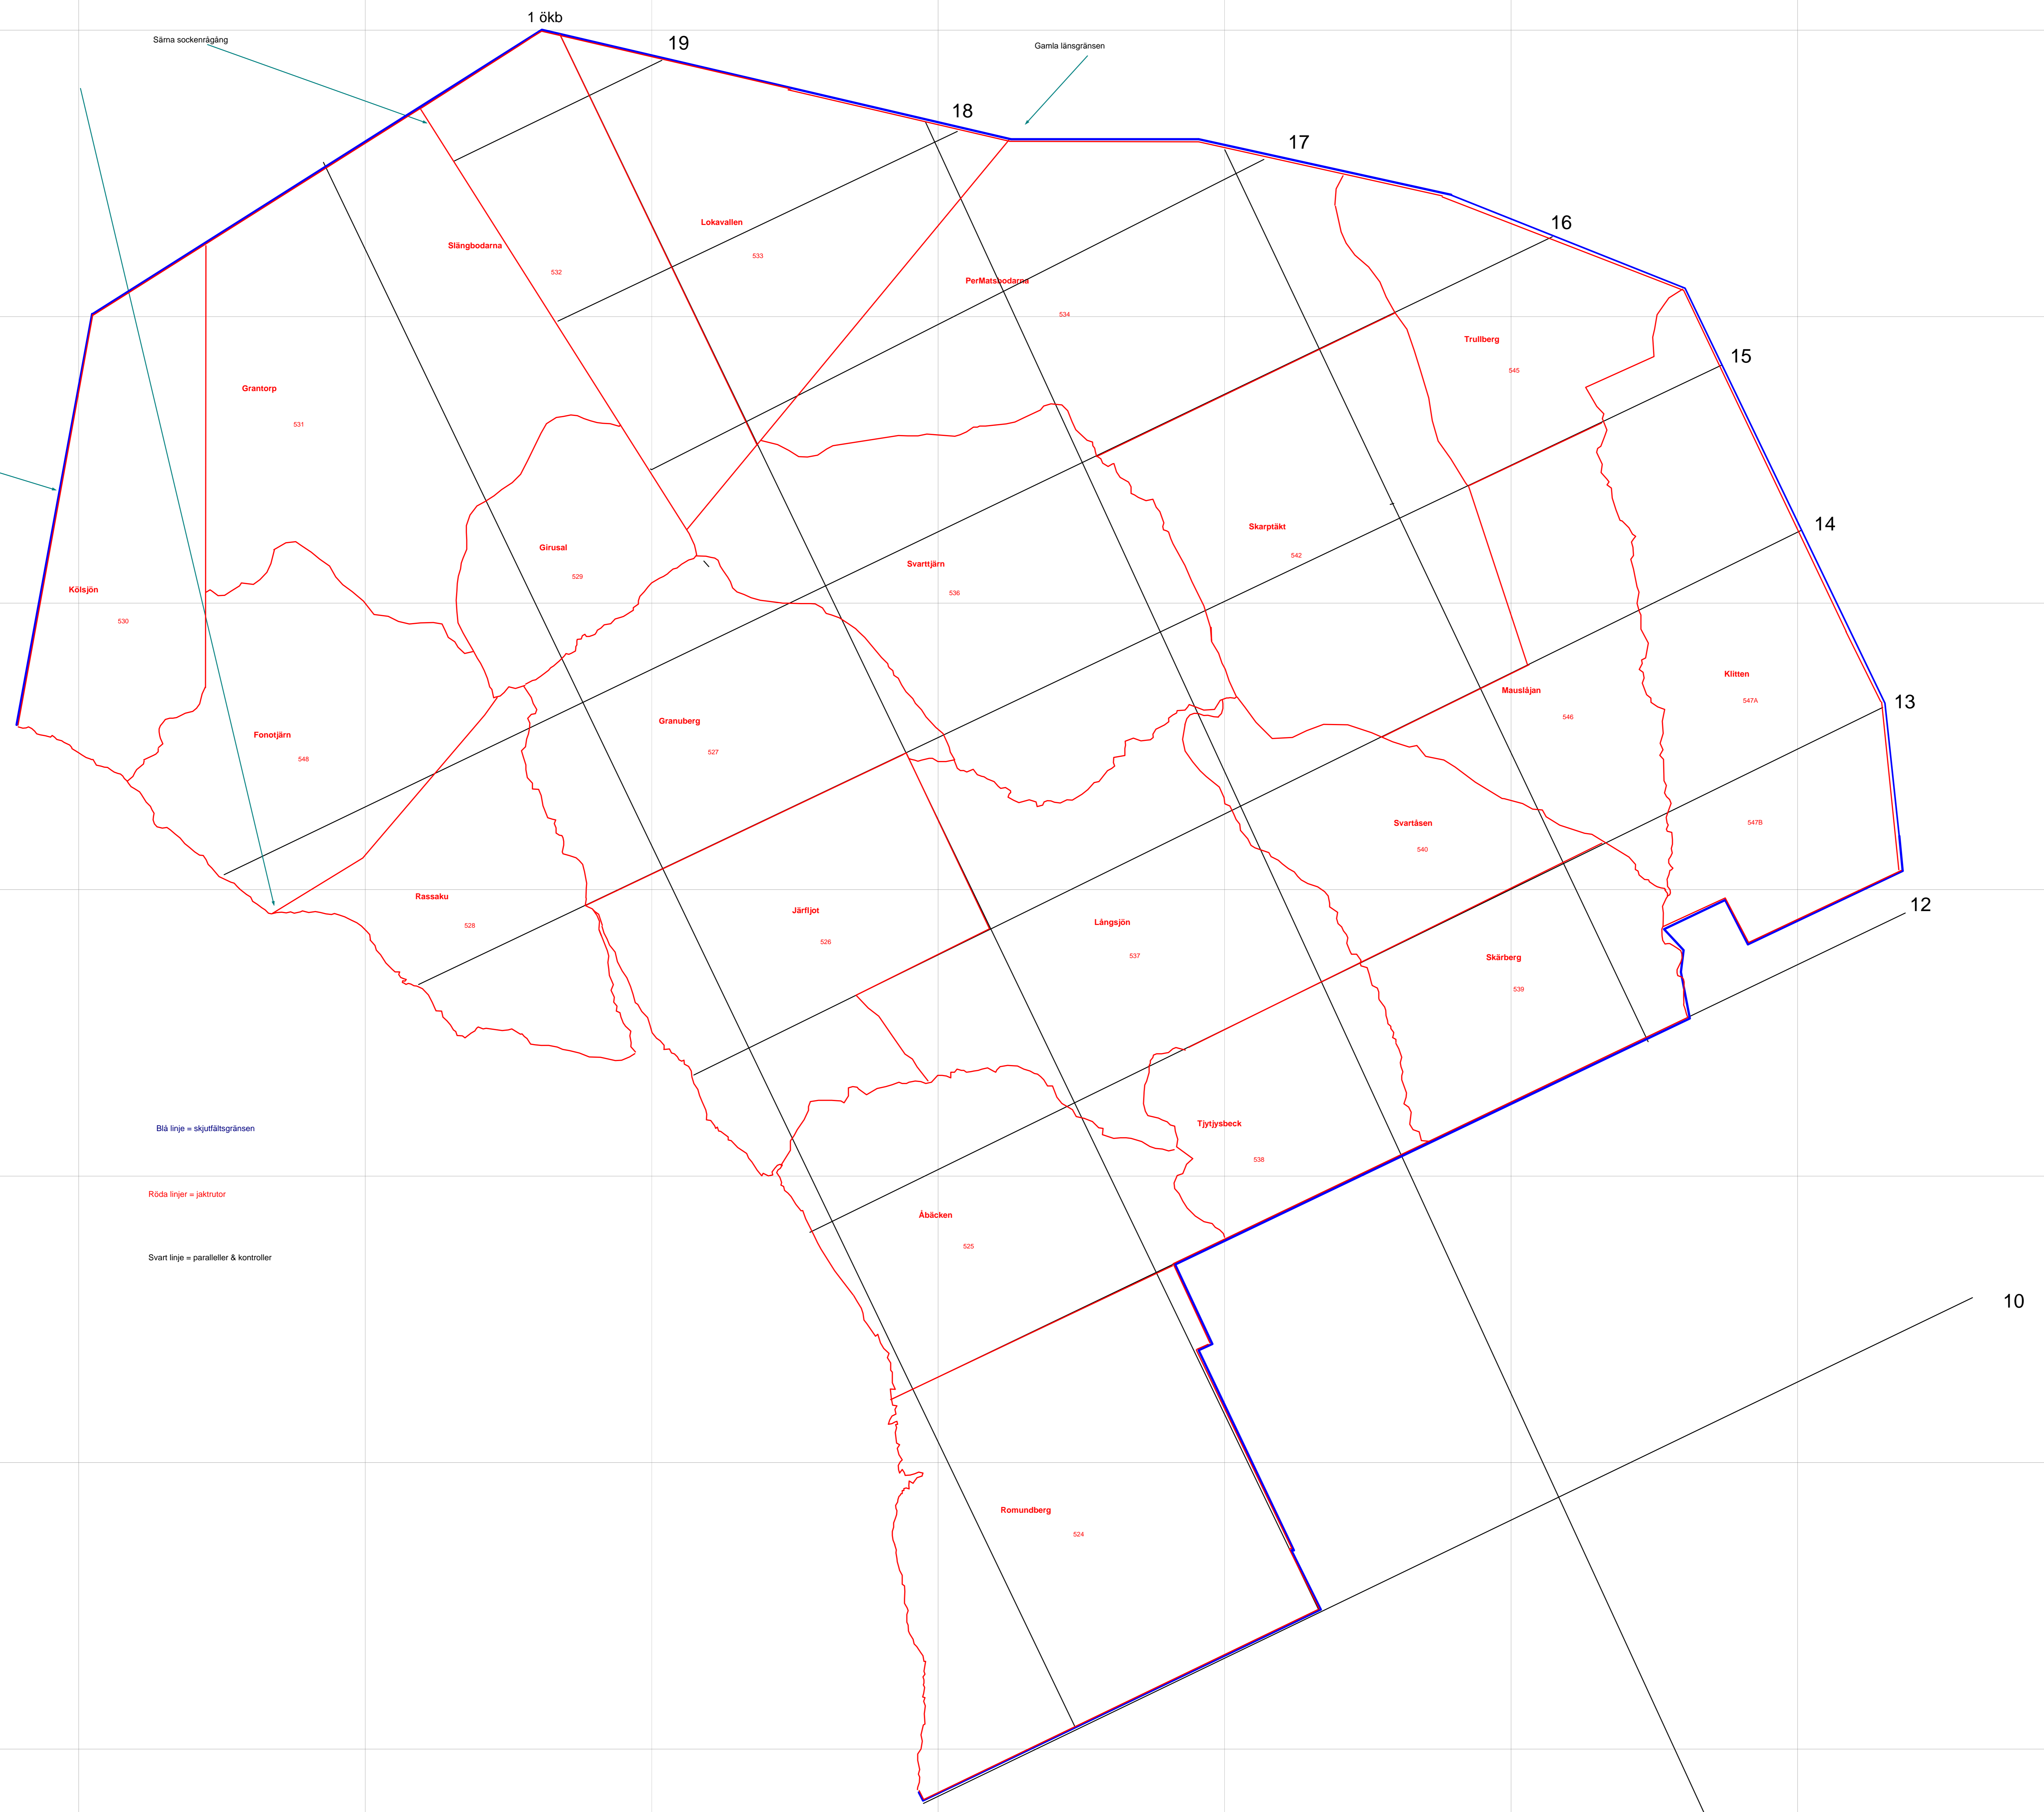 1 ökb
Särna sockenrågång
19
Gamla länsgränsen
18
17
Lokavallen
16
Slängbodarna
533
532
PerMatsbodarna
534
Trullberg
15
545
Grantorp
531
14
Skarptäkt
Girusal
542
Svarttjärn
529
Kölsjön
536
530
Klitten
Mauslåjan
547A
13
546
Granuberg
Fonotjärn
527
548
Svartåsen
547B
540
Rassaku
12
Järfljot
Långsjön
528
526
537
Skärberg
539
Blå linje = skjutfältsgränsen
Tjytjysbeck
538
Röda linjer = jaktrutor
Åbäcken
525
Svart linje = paralleller & kontroller
10
Romundberg
524